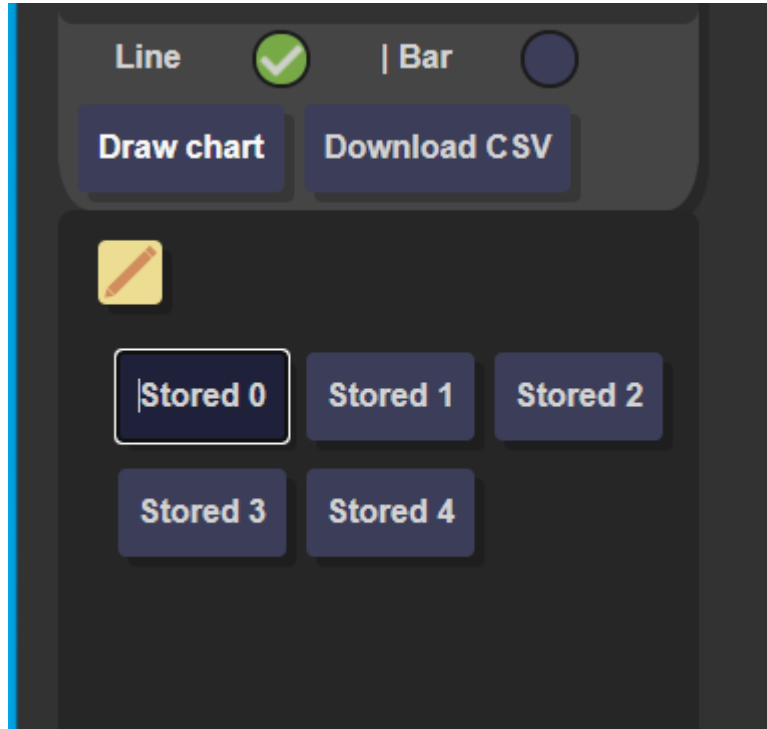 Line | Bar
Draw chart Download CSV
Stored 0 Stored 1 Stored 2
Stored 3 Stored 4